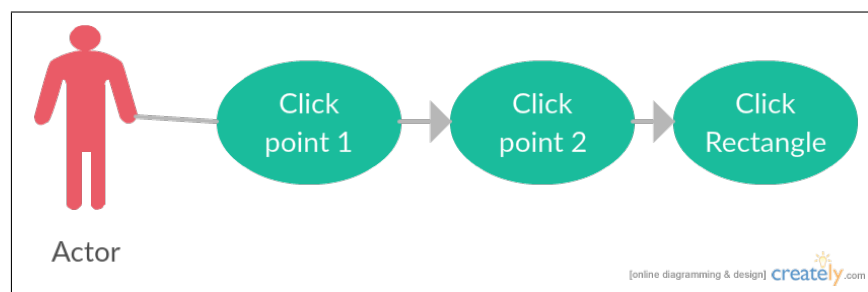 Click
point 1
Click
point 2
Click
Rectangle
Actor
[online diagramming & design] creately.com